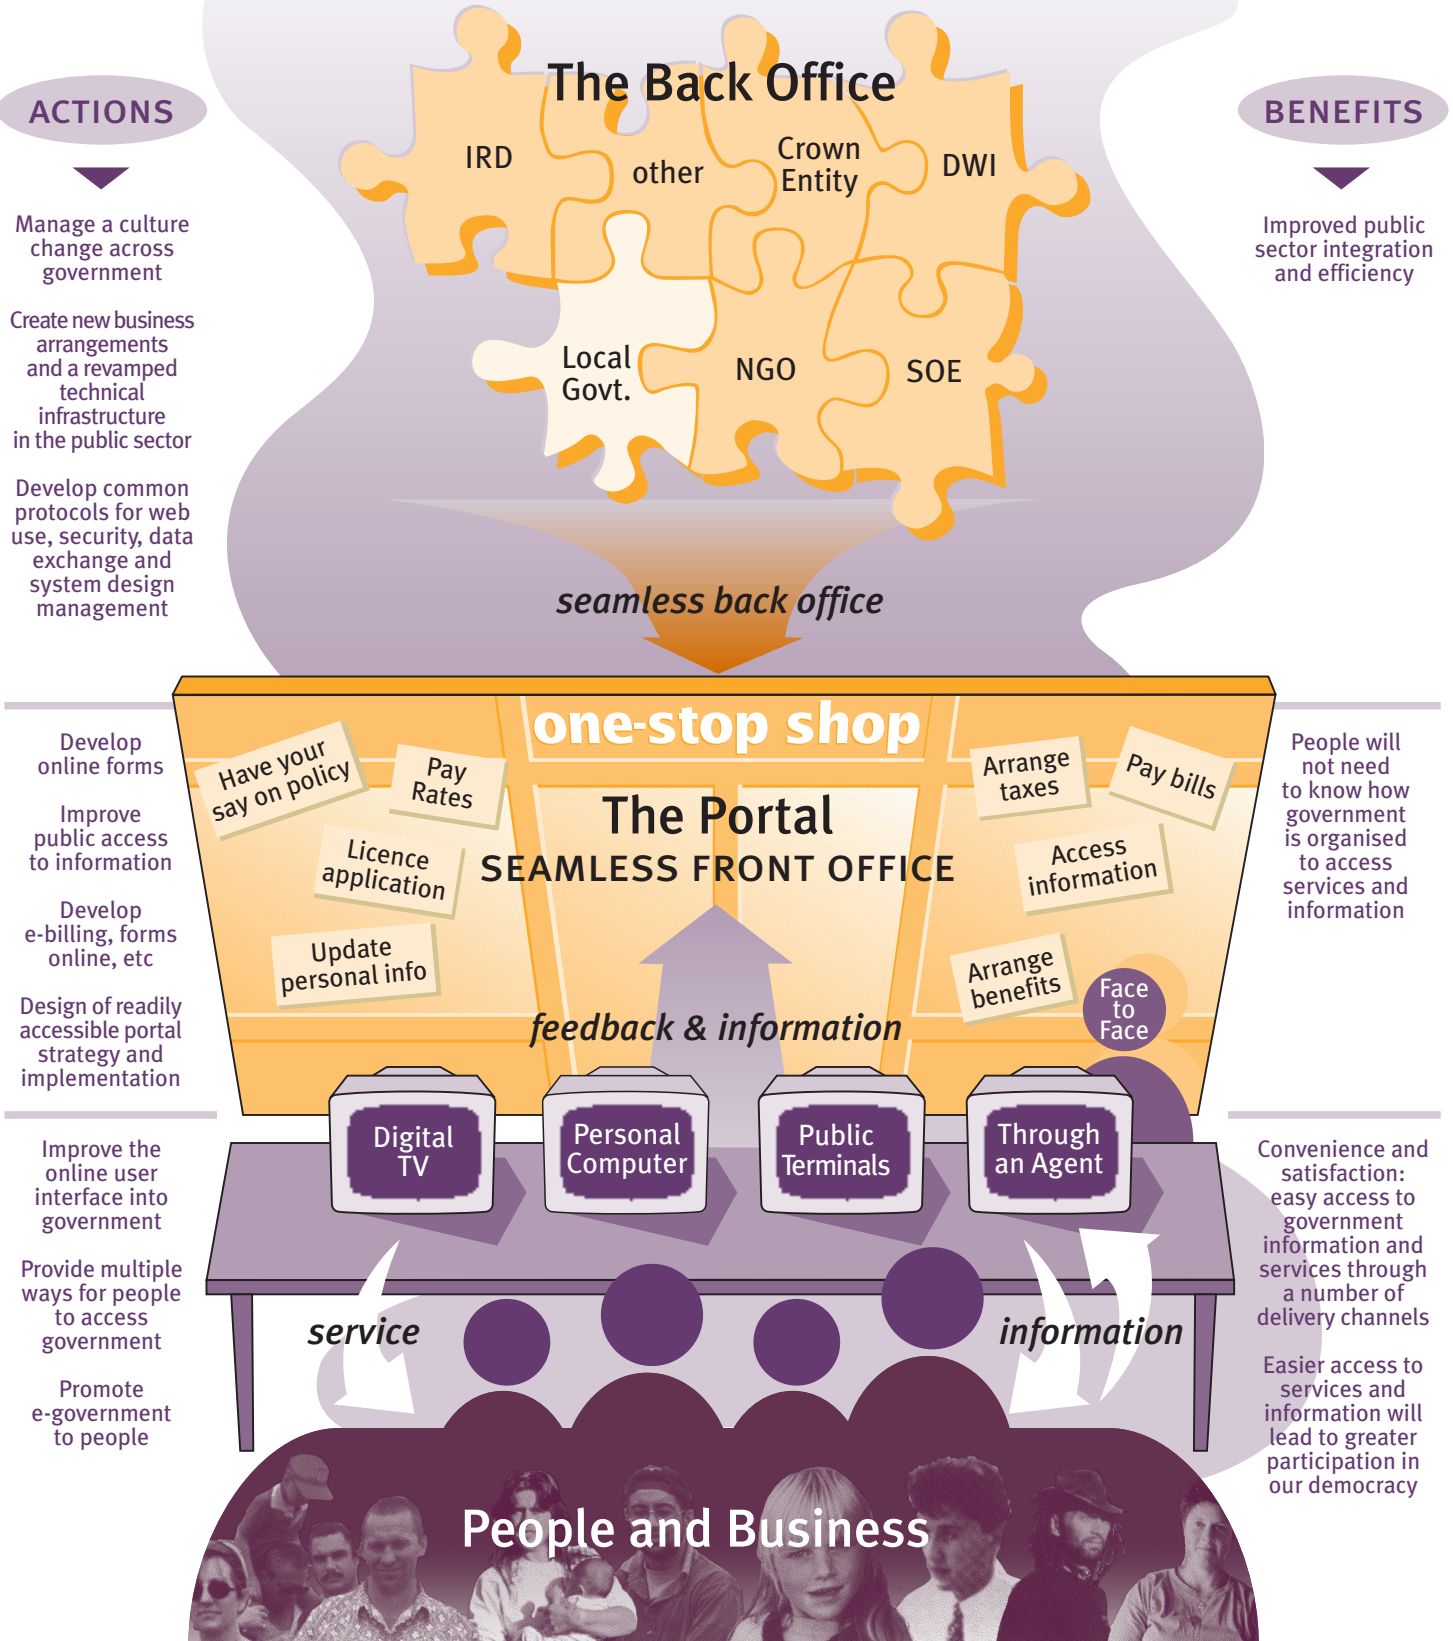 The Back Office
ACTIONS
Manage a culture
change across
government
Create new business
arrangements
and a revamped
technical
infrastructure
in the public sector
Develop common
protocols for web
use, security, data
exchange and
system design
management
IRD
other
Crown
Entity
DWI
Local
Govt.
NGO
SOE
seamless back office
BENEFITS
Improved public
sector integration
and efficiency
Develop
online forms
Improve
public access
to information
Develop
e-billing, forms
online, etc
Design of readily
accessible portal
strategy and
implementation
one-stop shop
The Portal
SEAMLESS FRONT OFFICE
Have your
say on policy
Pay
Rates
Licence
application
Update
personal info
Arrange
taxes
Pay bills
Access
information
Arrange
benefits
Face
to
Face
feedback & information
People will
not need
to know how
government
is organised
to access
services and
information
Improve the
online user
interface into
government
Provide multiple
ways for people
to access
government
Promote
e-government
to people
Digital
TV
Personal
Computer
Public
Terminals
Through
an Agent
service
information
Convenience and
satisfaction:
easy access to
government
information and
services through
a number of
delivery channels
Easier access to
services and
information will
lead to greater
participation in
our democracy
People and Business